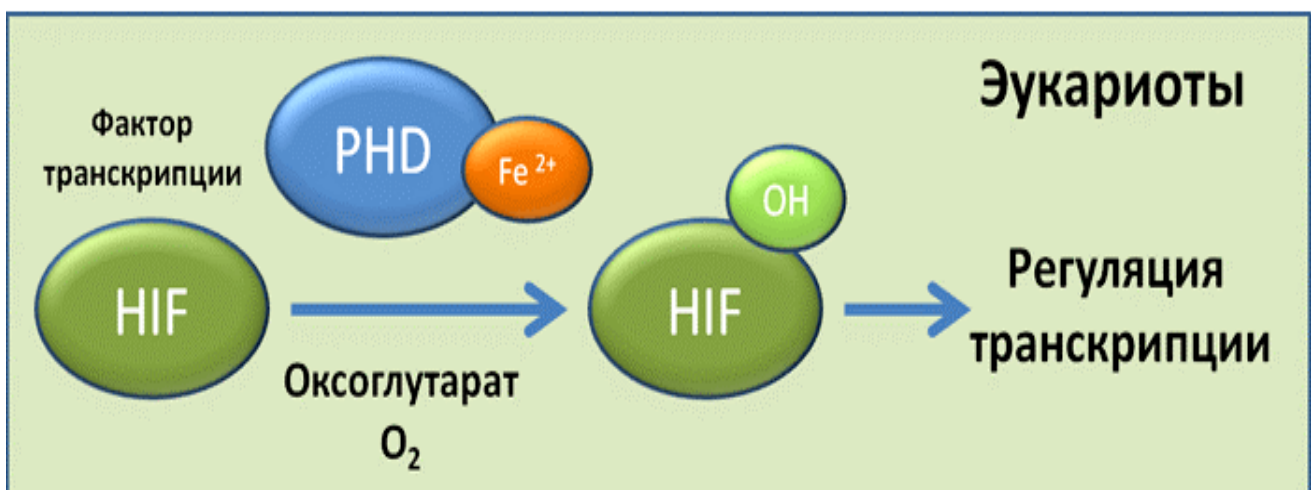 Эукариоты
Фактор
транскрипции
PHD
Fe 2+
OH
HIF
HIF
Оксоглутарат
O2
Регуляция
транскрипции